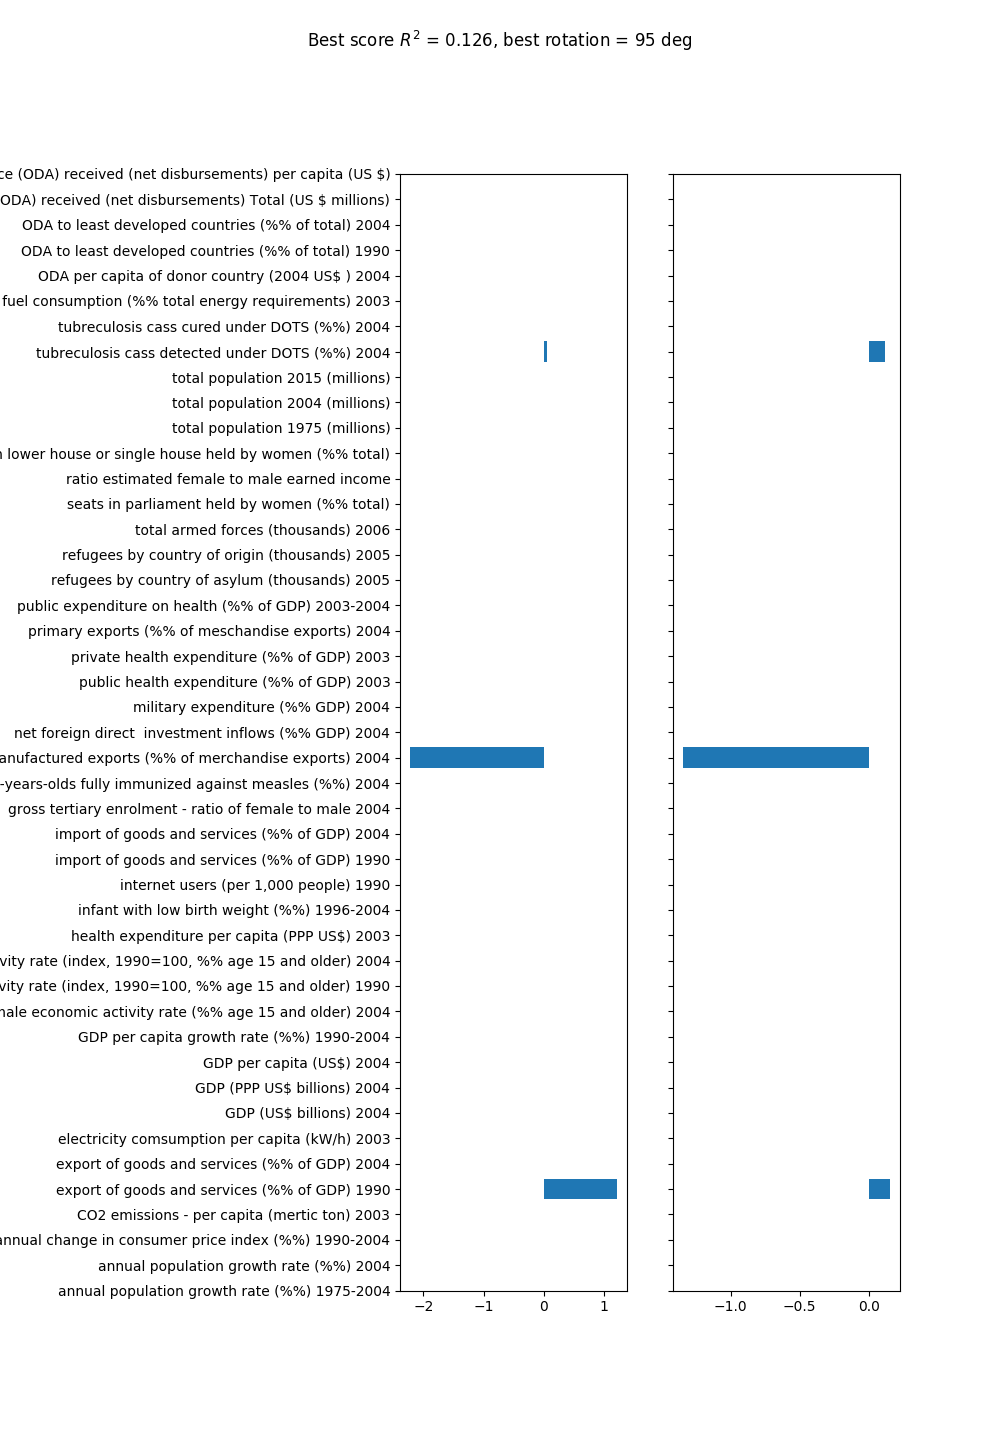 Best score R² = 0.126, best rotation = 95 deg
(ODA) received (net disbursements) per capita (US $)
ODA) received (net disbursements) Total (US $ millions)
ODA to least developed countries (%% of total) 2004
ODA to least developed countries (%% of total) 1990
ODA per capita of donor country (2004 US$ ) 2004
fuel consumption (%% total energy requirements) 2003
tubreculosis cass cured under DOTS (%%) 2004
tubreculosis cass detected under DOTS (%%) 2004
total population 2015 (millions)
total population 2004 (millions)
total population 1975 (millions)
lower house or single house held by women (%% total)
ratio estimated female to male earned income
seats in parliament held by women (%% total)
total armed forces (thousands) 2006
refugees by country of origin (thousands) 2005
refugees by country of asylum (thousands) 2005
public expenditure on health (%% of GDP) 2003-2004
primary exports (%% of meschandise exports) 2004
private health expenditure (%% of GDP) 2003
public health expenditure (%% of GDP) 2003
military expenditure (%% GDP) 2004
net foreign direct  investment inflows (%% GDP) 2004
anufactured exports (%% of merchandise exports) 2004
-years-olds fully immunized against measles (%%) 2004
gross tertiary enrolment - ratio of female to male 2004
import of goods and services (%% of GDP) 2004
import of goods and services (%% of GDP) 1990
internet users (per 1,000 people) 1990
infant with low birth weight (%%) 1996-2004
health expenditure per capita (PPP US$) 2003
vity rate (index, 1990=100, %% age 15 and older) 2004
vity rate (index, 1990=100, %% age 15 and older) 1990
male economic activity rate (%% age 15 and older) 2004
GDP per capita growth rate (%%) 1990-2004
GDP per capita (US$) 2004
GDP (PPP US$ billions) 2004
GDP (US$ billions) 2004
electricity comsumption per capita (kW/h) 2003
export of goods and services (%% of GDP) 2004
export of goods and services (%% of GDP) 1990
CO2 emissions - per capita (mertic ton) 2003
annual change in consumer price index (%%) 1990-2004
annual population growth rate (%%) 2004
annual population growth rate (%%) 1975-2004
−2 −1 0 1 −1.0 −0.5 0.0